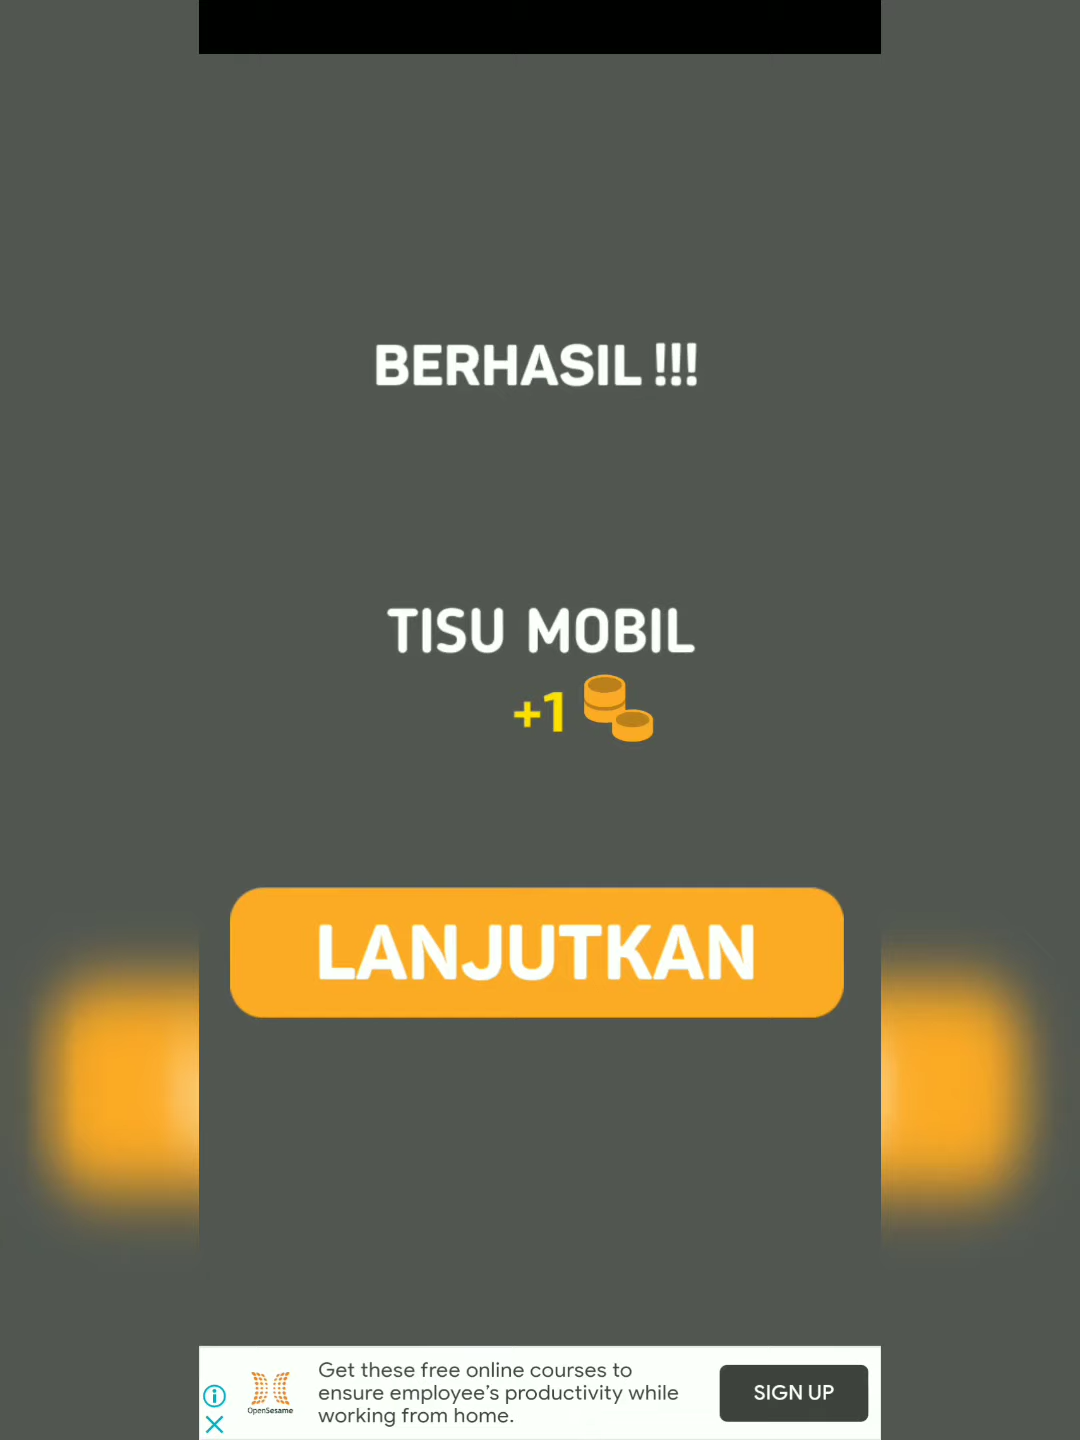 BERHASIL !!!
TISU MOBIL
+1
LANJUTKAN
Get these free online courses to
ensure employee's productivity while
working from home.
OpenSesame
SIGN UP